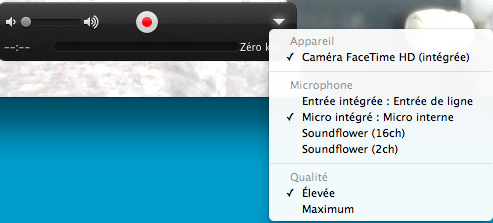 --:--
Zéro k
Appareil
✓ Caméra FaceTime HD (intégrée)
Microphone
Entrée intégrée : Entrée de ligne
✓ Micro intégré : Micro interne
Soundflower (16ch)
Soundflower (2ch)
Qualité
✓ Élevée
Maximum